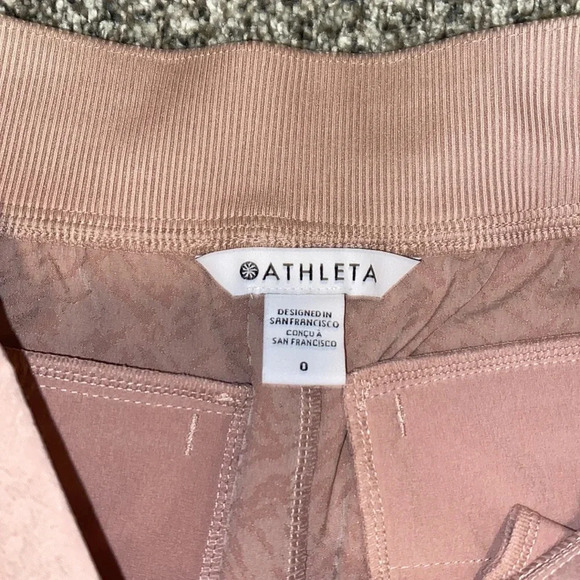 ATHLETA
DESIGNED IN
SAN FRANCISCO
CONÇU À
SAN FRANCISCO
0